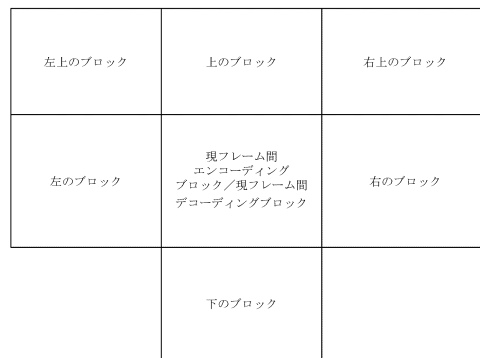 左上のブロック
上のブロック
右上のブロック
左のブロック
現フレーム間
エンコーディング
ブロック／現フレーム間
デコーディングブロック
右のブロック
下のブロック